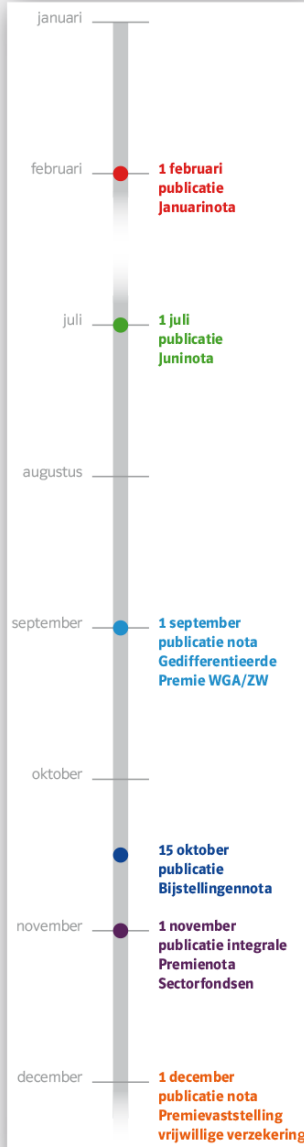 januari
februari
1 februari
publicatie
Januarinota
juli
1 juli
publicatie
Juninota
augustus
september
1 september
publicatie nota
Gedifferentieerde
Premie WGA/ZW
oktober
15 oktober
publicatie
Bijstellingennota
november
1 november
publicatie integrale
Premienota
Sectorfondsen
december
1 december
publicatie nota
Premievaststelling
vrijwillige verzekering